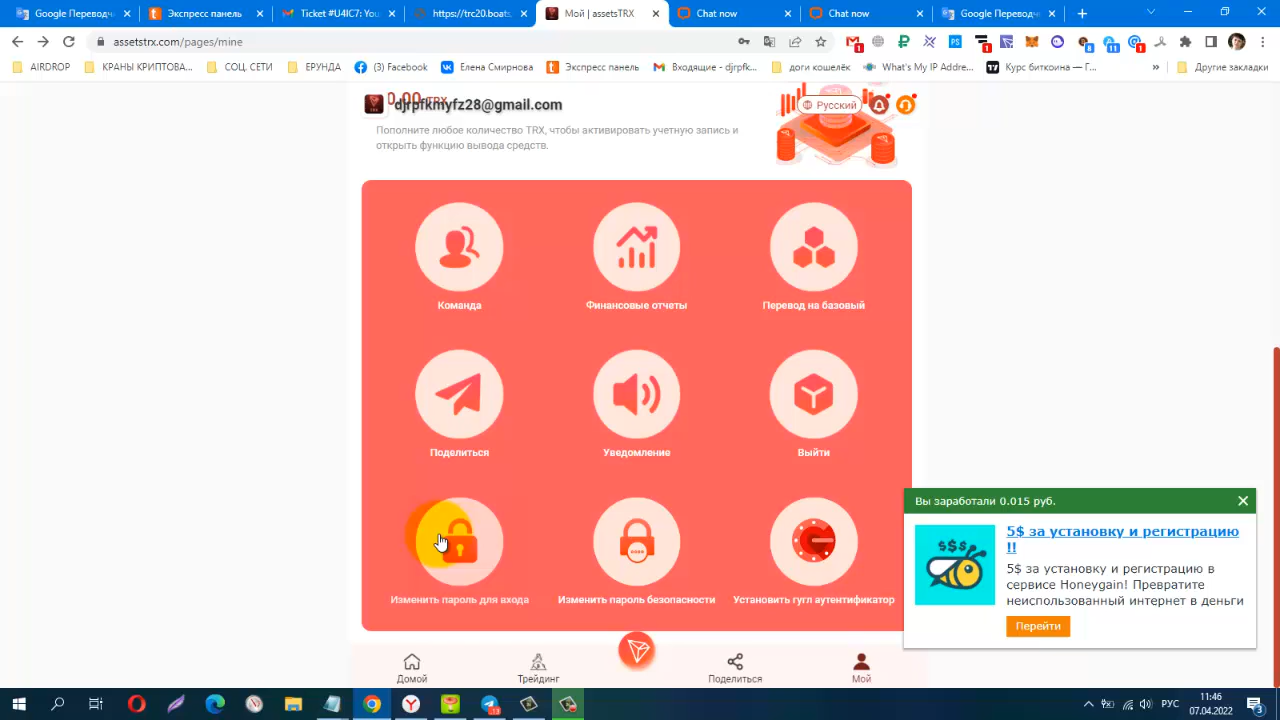 Google Переводч
Экспресс панель
Ticket #U4IC7: You
https://trc20.boats
Мой | assetsTRX
Chat now
Chat now
Google Перевод
assetstrx.com/pages/mine
AIRDROP
КРАНЫ КРИПТОВА...
СОЦ. СЕТИ
ЕРУНДА
(3) Facebook
Елена Смирнова
Экспресс панель
Входящие - djrpfk...
доги кошелёк
What's My IP Addre...
Курс биткоина — Г...
»
Другие закладки
0.00 TRX
djrpfkmyfz28@gmail.com
Русский
Пополните любое количество TRX, чтобы активировать учетную запись и
открыть функцию вывода средств.
Команда
Финансовые отчеты
Перевод на базовый
Поделиться
Уведомление
Выйти
Изменить пароль для входа
Изменить пароль безопасности
Установить гугл аутентификатор
Вы заработали 0.015 руб.
5$ за установку и регистрацию
!!
5$ за установку и регистрацию в
сервисе Honeygain! Превратите
неиспользованный интернет в деньги
Перейти
Домой
Трейдинг
Поделиться
Мой
РУС
11:46
07.04.2022